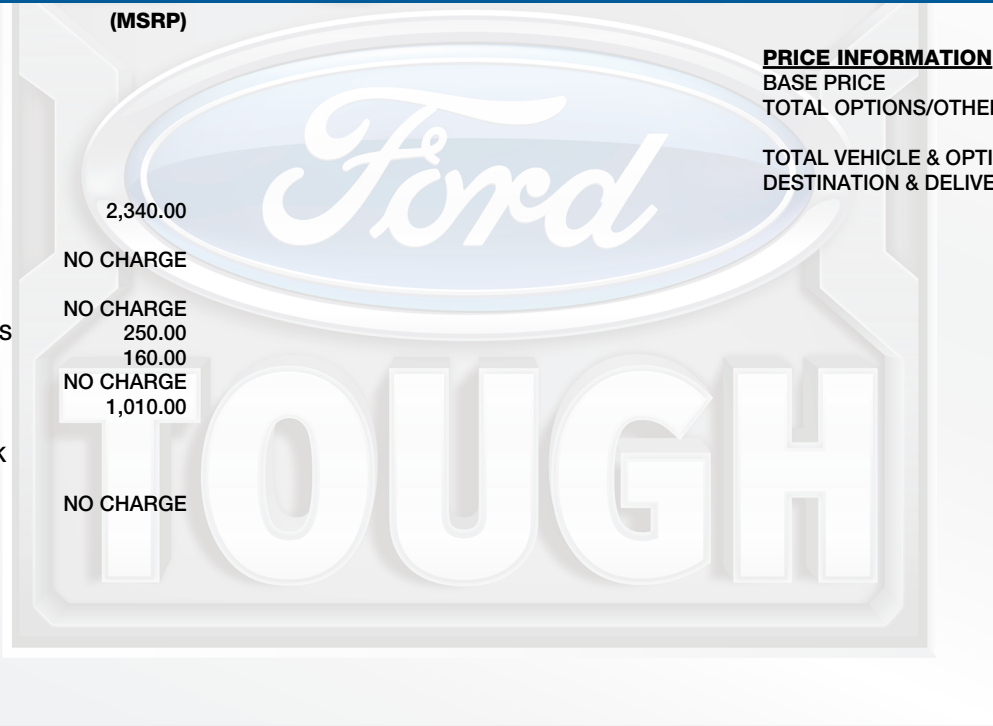 (MSRP)
PRICE INFORMATION
BASE PRICE
TOTAL OPTIONS/OTHER
TOTAL VEHICLE & OPTI
DESTINATION & DELIVE
2,340.00
NO CHARGE
NO CHARGE
S 250.00
160.00
NO CHARGE
1,010.00
K
NO CHARGE
Ford
TOUGH